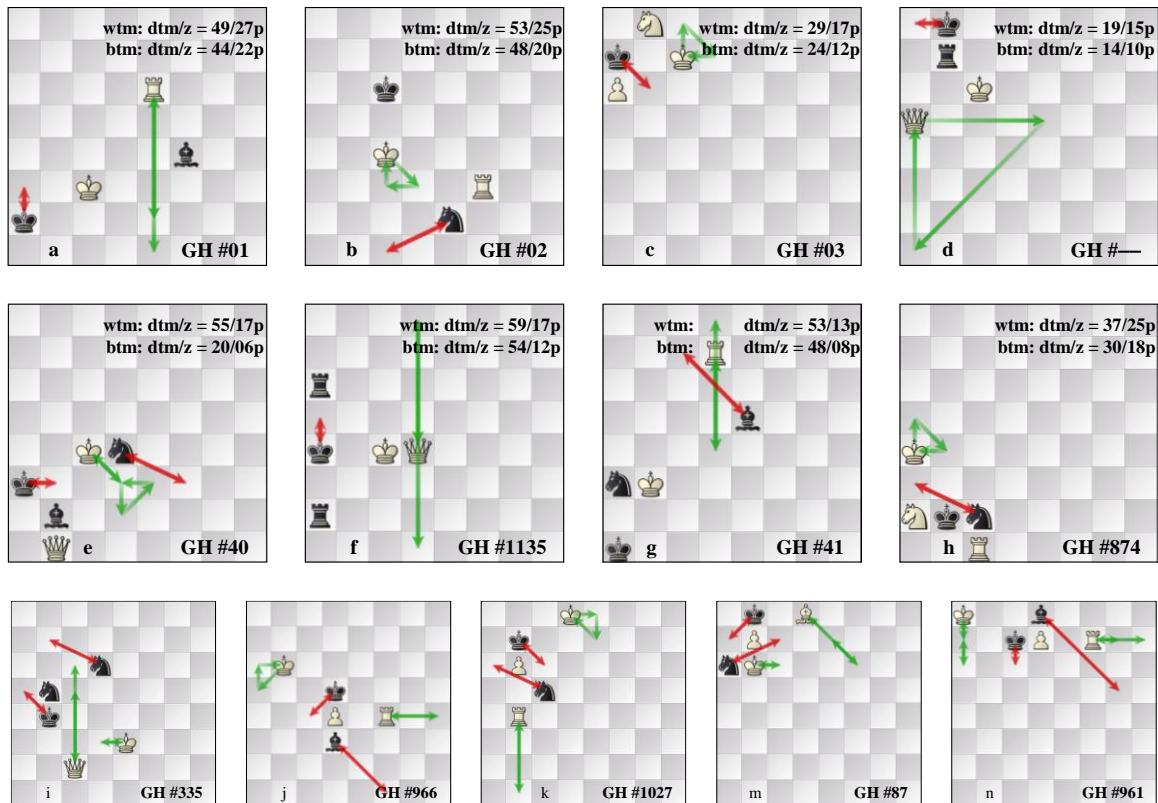 wtm: dtm/z = 49/27p
btm: dtm/z = 44/22p
a GH #01
wtm: dtm/z = 53/25p
btm: dtm/z = 48/20p
b GH #02
wtm: dtm/z = 29/17p
btm: dtm/z = 24/12p
c GH #03
wtm: dtm/z = 19/15p
btm: dtm/z = 14/10p
d GH #—
wtm: dtm/z = 55/17p
btm: dtm/z = 20/06p
e GH #40
wtm: dtm/z = 59/17p
btm: dtm/z = 54/12p
f GH #1135
wtm: dtm/z = 53/13p
btm: dtm/z = 48/08p
g GH #41
wtm: dtm/z = 37/25p
btm: dtm/z = 30/18p
h GH #874
i GH #335
j GH #966
k GH #1027
m GH #87
n GH #961